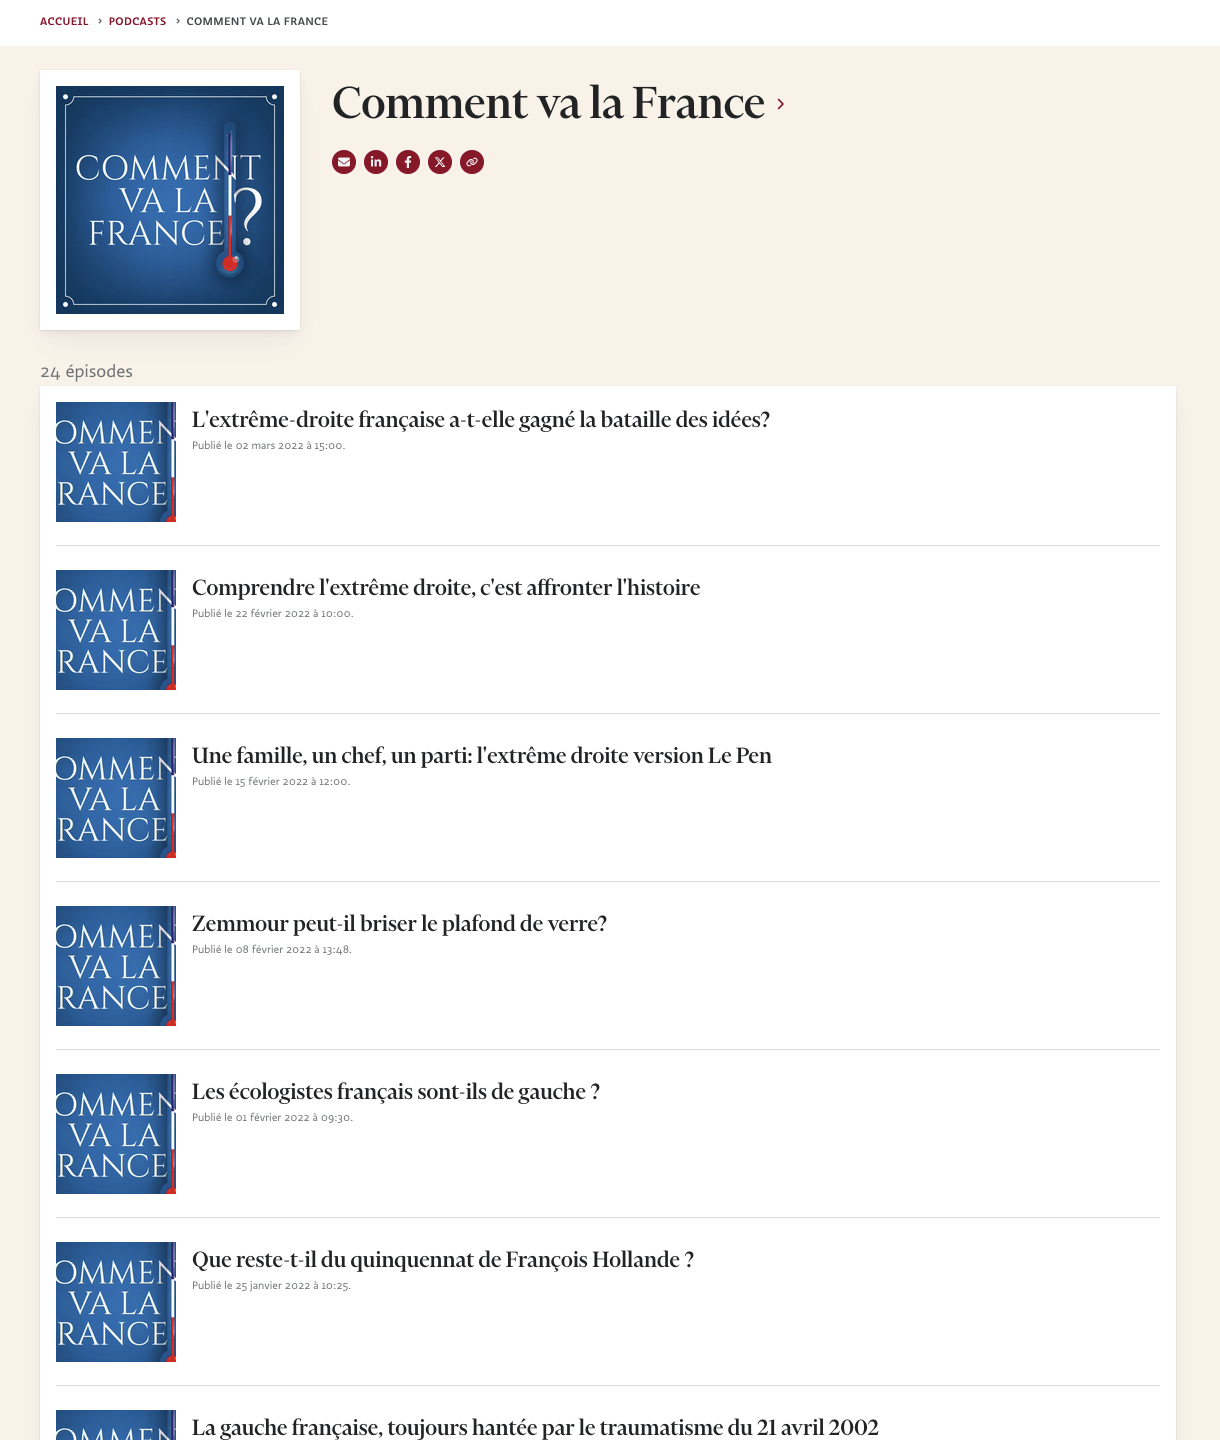 ACCUEIL > PODCASTS > COMMENT VA LA FRANCE
COMMENT
VA LA
FRANCE ?
Comment va la France >
24 épisodes
OMMEN
VA LA
RANCE
L'extrême-droite française a-t-elle gagné la bataille des idées?
Publié le 02 mars 2022 à 15:00.
OMMEN
VA LA
RANCE
Comprendre l'extrême droite, c'est affronter l'histoire
Publié le 22 février 2022 à 10:00.
OMMEN
VA LA
RANCE
Une famille, un chef, un parti: l'extrême droite version Le Pen
Publié le 15 février 2022 à 12:00.
OMMEN
VA LA
RANCE
Zemmour peut-il briser le plafond de verre?
Publié le 08 février 2022 à 13:48.
OMMEN
VA LA
RANCE
Les écologistes français sont-ils de gauche ?
Publié le 01 février 2022 à 09:30.
OMMEN
VA LA
RANCE
Que reste-t-il du quinquennat de François Hollande ?
Publié le 25 janvier 2022 à 10:25.
OMMEN
La gauche française, toujours hantée par le traumatisme du 21 avril 2002